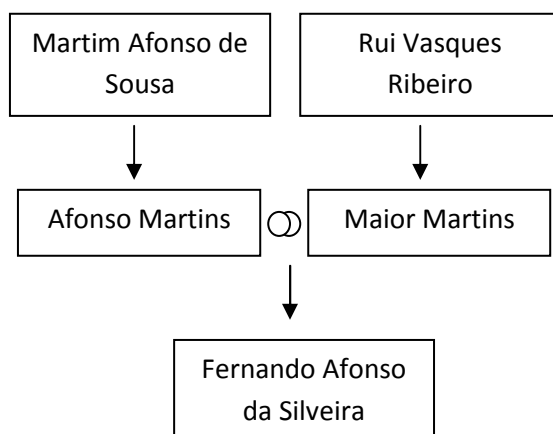 Martim Afonso de
Sousa
Rui Vasques
Ribeiro
Afonso Martins
Maior Martins
Fernando Afonso
da Silveira